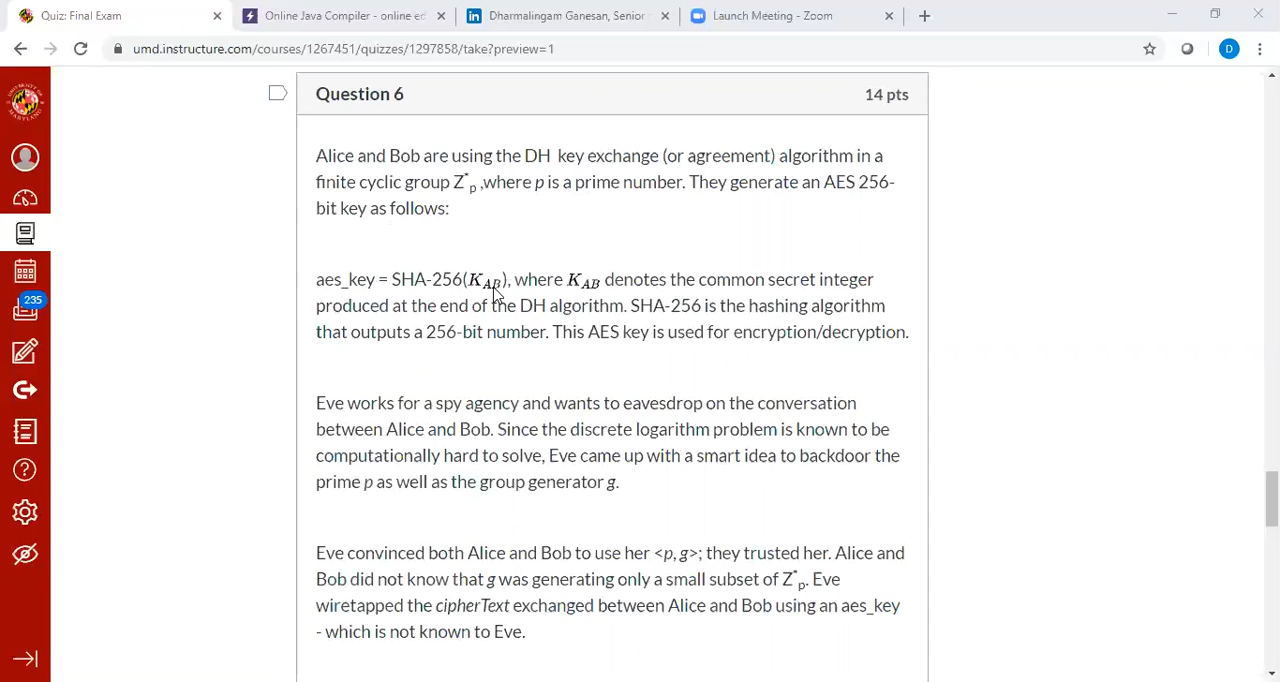 Quiz: Final Exam
Online Java Compiler - online ed
Dharmalingam Ganesan, Senior
Launch Meeting - Zoom
umd.instructure.com/courses/1267451/quizzes/1297858/take?preview=1
D
Question 6
14 pts
Alice and Bob are using the DH key exchange (or agreement) algorithm in a
finite cyclic group Z*p ,where p is a prime number. They generate an AES 256-
bit key as follows:
aes_key = SHA-256(KAB), where KAB denotes the common secret integer
produced at the end of the DH algorithm. SHA-256 is the hashing algorithm
that outputs a 256-bit number. This AES key is used for encryption/decryption.
235
Eve works for a spy agency and wants to eavesdrop on the conversation
between Alice and Bob. Since the discrete logarithm problem is known to be
computationally hard to solve, Eve came up with a smart idea to backdoor the
prime p as well as the group generator g.
Eve convinced both Alice and Bob to use her <p, g>; they trusted her. Alice and
Bob did not know that g was generating only a small subset of Z*p. Eve
wiretapped the cipherText exchanged between Alice and Bob using an aes_key
- which is not known to Eve.